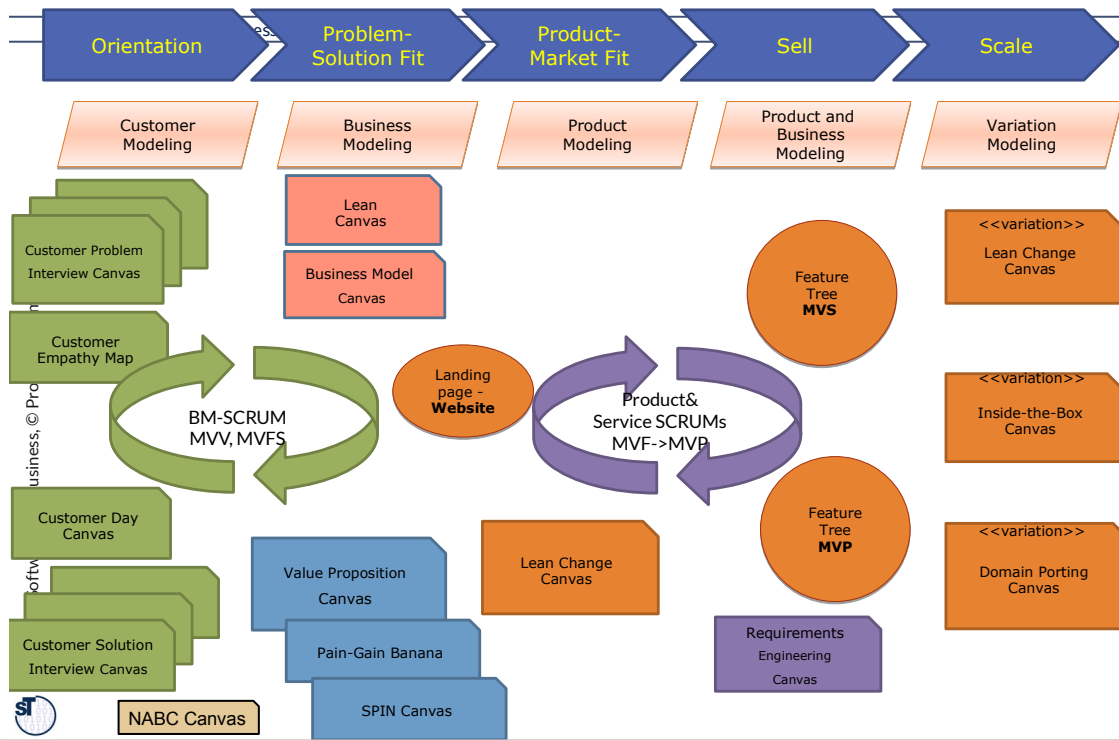 Orientation
ess
Problem-
Solution Fit
Product-
Market Fit
Sell
Scale
Customer
Modeling
Business
Modeling
Product
Modeling
Product and
Business
Modeling
Variation
Modeling
Customer Problem
Interview Canvas
Lean
Canvas
Business Model
Canvas
Feature
Tree
MVS
<<variation>>
Lean Change
Canvas
Customer
Empathy Map
Landing
page -
Website
BM-SCRUM
MVV, MVFS
Product&
Service SCRUMs
MVF->MVP
<<variation>>
Inside-the-Box
Canvas
Customer Day
Canvas
Value Proposition
Canvas
Lean Change
Canvas
Feature
Tree
MVP
<<variation>>
Domain Porting
Canvas
Customer Solution
Interview Canvas
Pain-Gain Banana
SPIN Canvas
Requirements
Engineering
Canvas
NABC Canvas
sT
usiness, © Pro